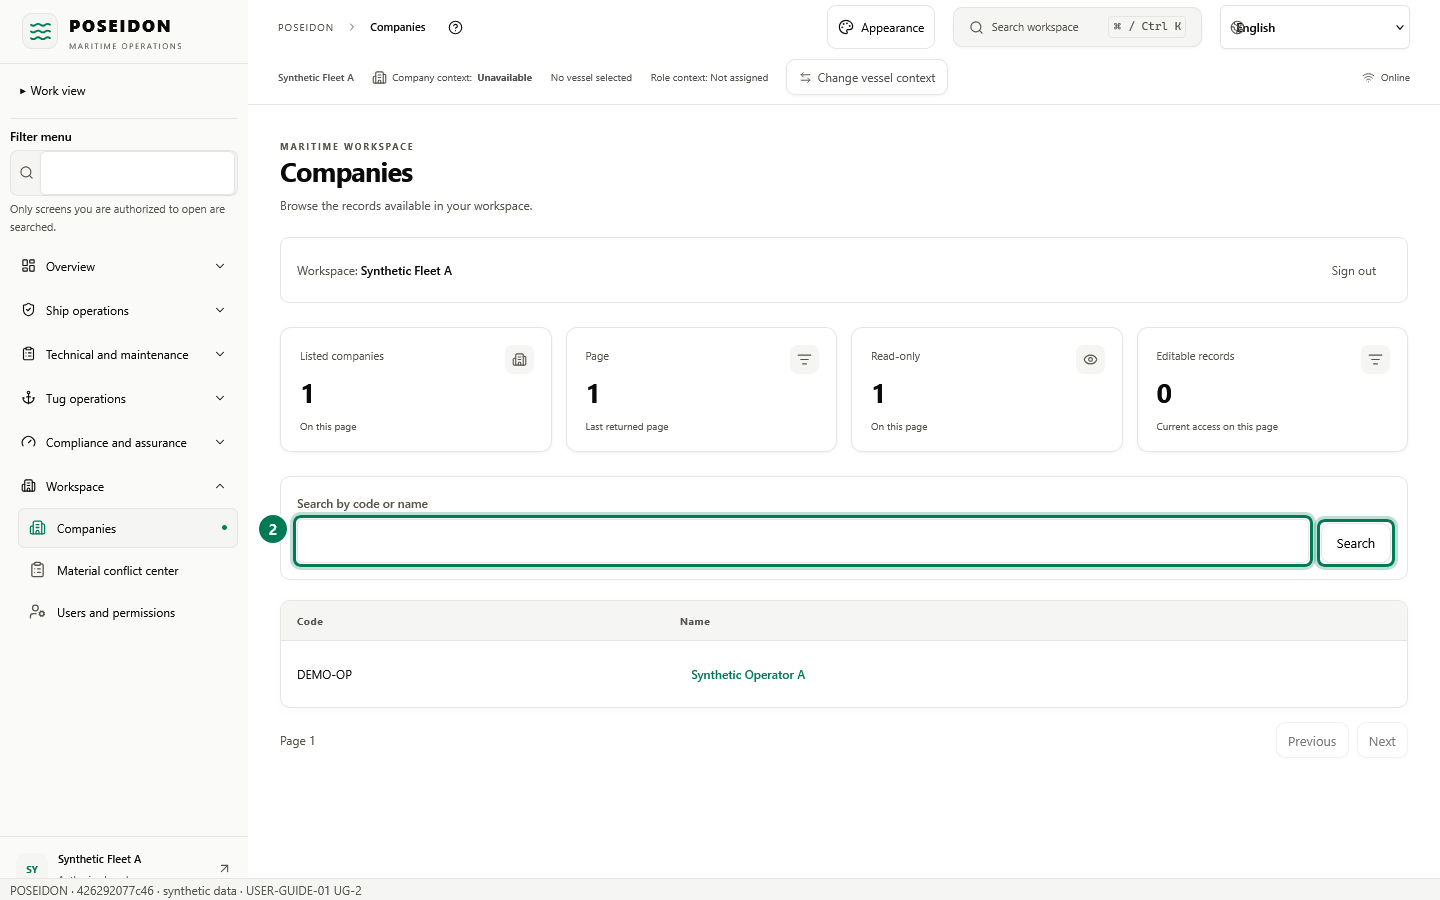 POSEIDON
MARITIME OPERATIONS
Work view
Filter menu
Only screens you are authorized to open are
searched.
Overview
Ship operations
Technical and maintenance
Tug operations
Compliance and assurance
Workspace
Companies
Material conflict center
Users and permissions
SY
Synthetic Fleet A
POSEIDON
Companies
Appearance
Search workspace
⌘ / Ctrl K
English
Synthetic Fleet A
Company context: Unavailable
No vessel selected
Role context: Not assigned
Change vessel context
Online
MARITIME WORKSPACE
Companies
Browse the records available in your workspace.
Workspace: Synthetic Fleet A
Sign out
Listed companies
1
On this page
Page
1
Last returned page
Read-only
1
On this page
Editable records
0
Current access on this page
Search by code or name
2
Search
Code Name
DEMO-OP Synthetic Operator A
Page 1
Previous
Next
POSEIDON · 426292077c46 · synthetic data · USER-GUIDE-01 UG-2